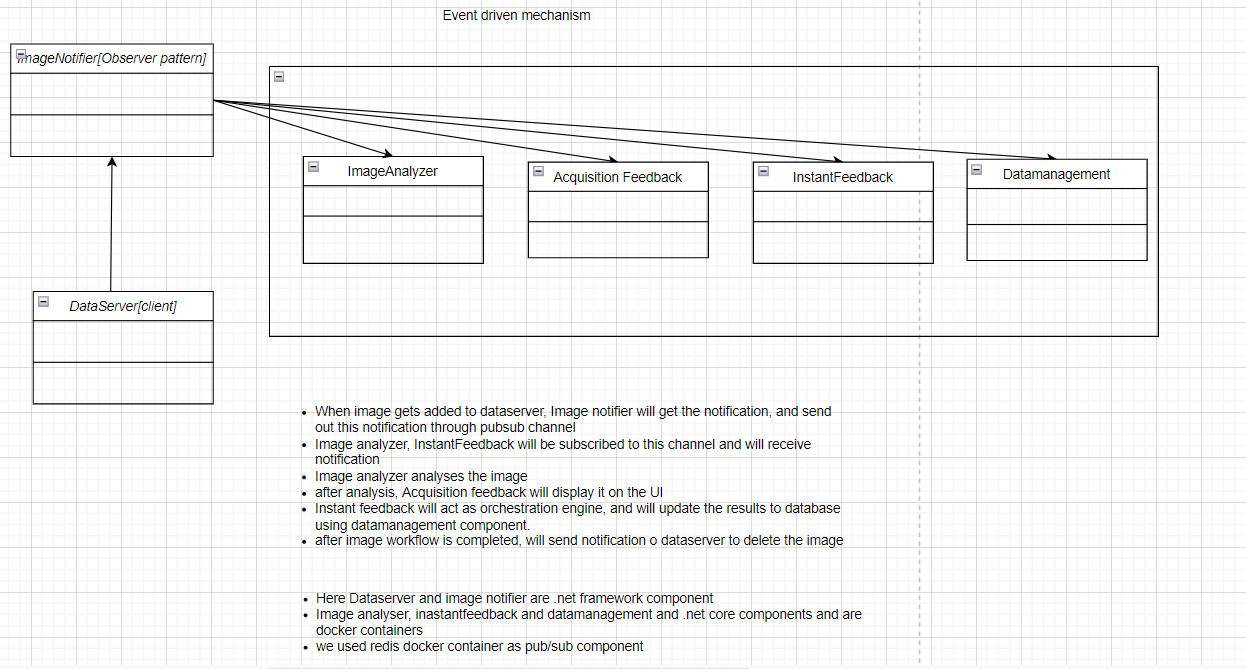 Event driven mechanism
ImageNotifier[Observer pattern]
ImageAnalyzer
Acquisition Feedback
InstantFeedback
Datamanagement
DataServer[client]
When image gets added to dataserver, Image notifier will get the notification, and send
out this notification through pubsub channel
Image analyzer, InstantFeedback will be subscribed to this channel and will receive
notification
Image analyzer analyses the image
after analysis, Acquisition feedback will display it on the UI
Instant feedback will act as orchestration engine, and will update the results to database
using datamanagement component.
after image workflow is completed, will send notification o dataserver to delete the image
Here Dataserver and image notifier are .net framework component
Image analyser, inastantfeedback and datamanagement and .net core components and are
docker containers
we used redis docker container as pub/sub component